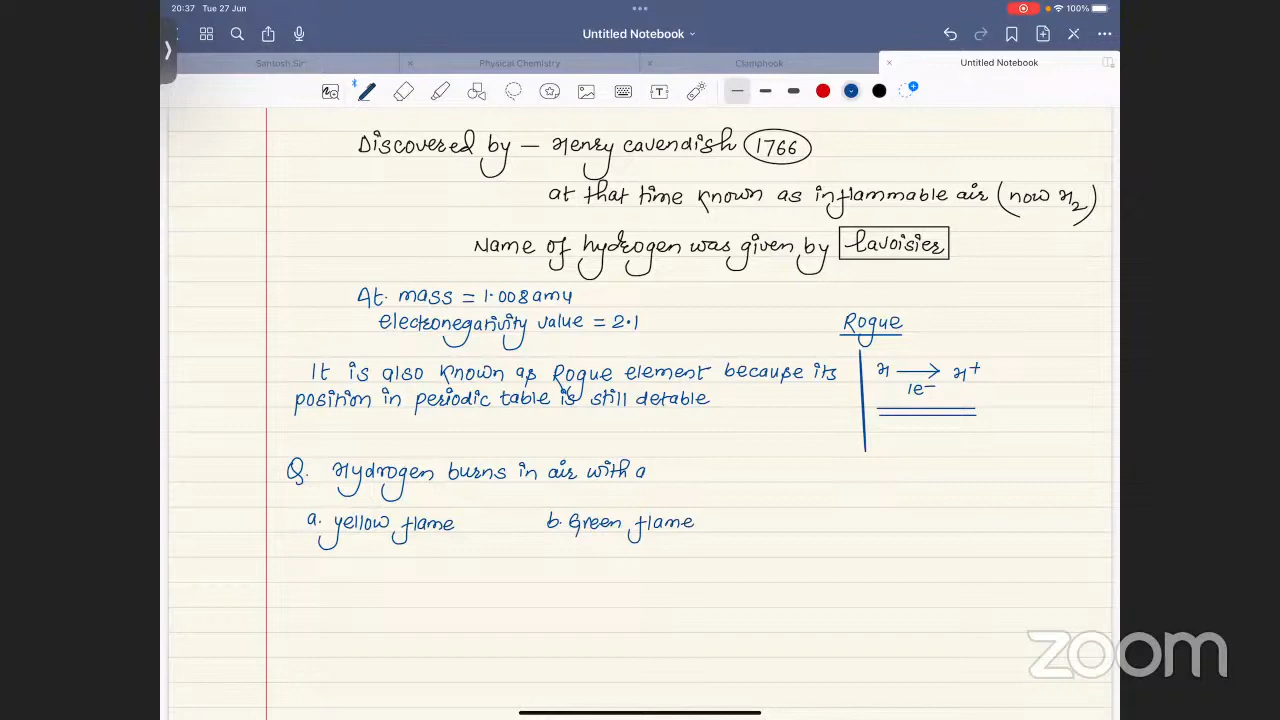 20:37 Tue 27 Jun
100%
Untitled Notebook
Santosh Sir
Physical Chemistry
Clamphook
Untitled Notebook
Discovered by – Henry cavendish 1766
at that time known as inflammable air (now H2)
Name of hydrogen was given by lavoisier
At. mass = 1.008 amu
electronegativity value = 2.1
Rogue
It is also known as Rogue element because its
position in periodic table is still detable
H → H+
1e–
Q. Hydrogen burns in air with a
a. yellow flame b. Green flame
zoom